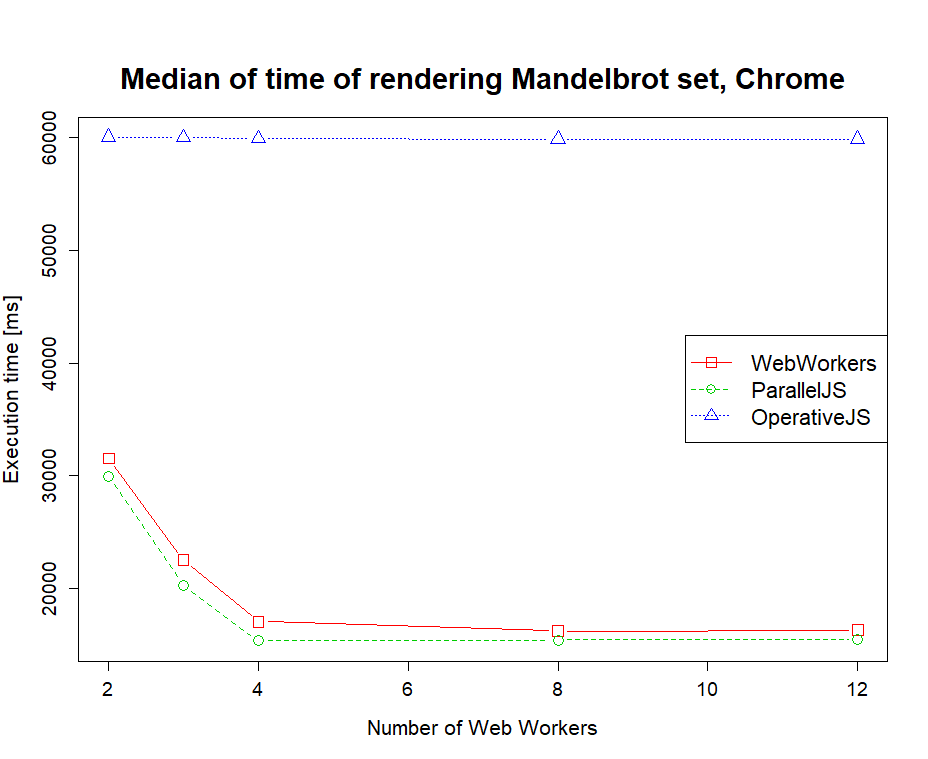 Median of time of rendering Mandelbrot set, Chrome
Execution time [ms]
60000
50000
40000
30000
20000
WebWorkers
ParallelJS
OperativeJS
2 4 6 8 10 12
Number of Web Workers